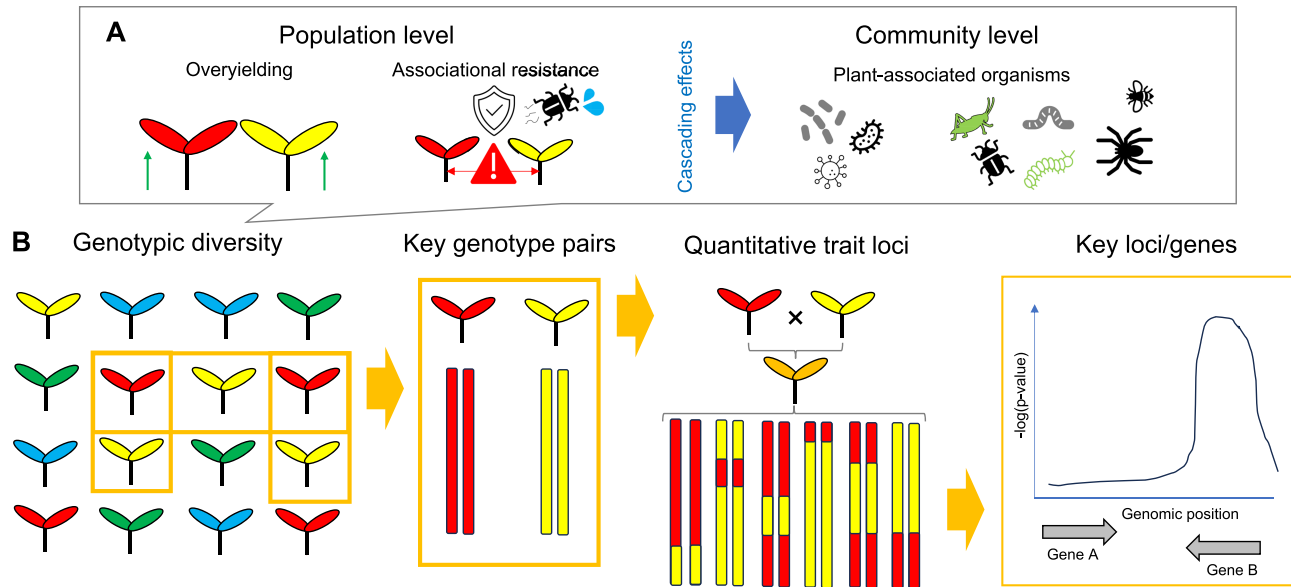 A
Population level
Community level
Overyielding
Associational resistance
Cascading effects
Plant-associated organisms
B
Genotypic diversity
Key genotype pairs
Quantitative trait loci
Key loci/genes
×
-log(p-value)
Genomic position
Gene A
Gene B